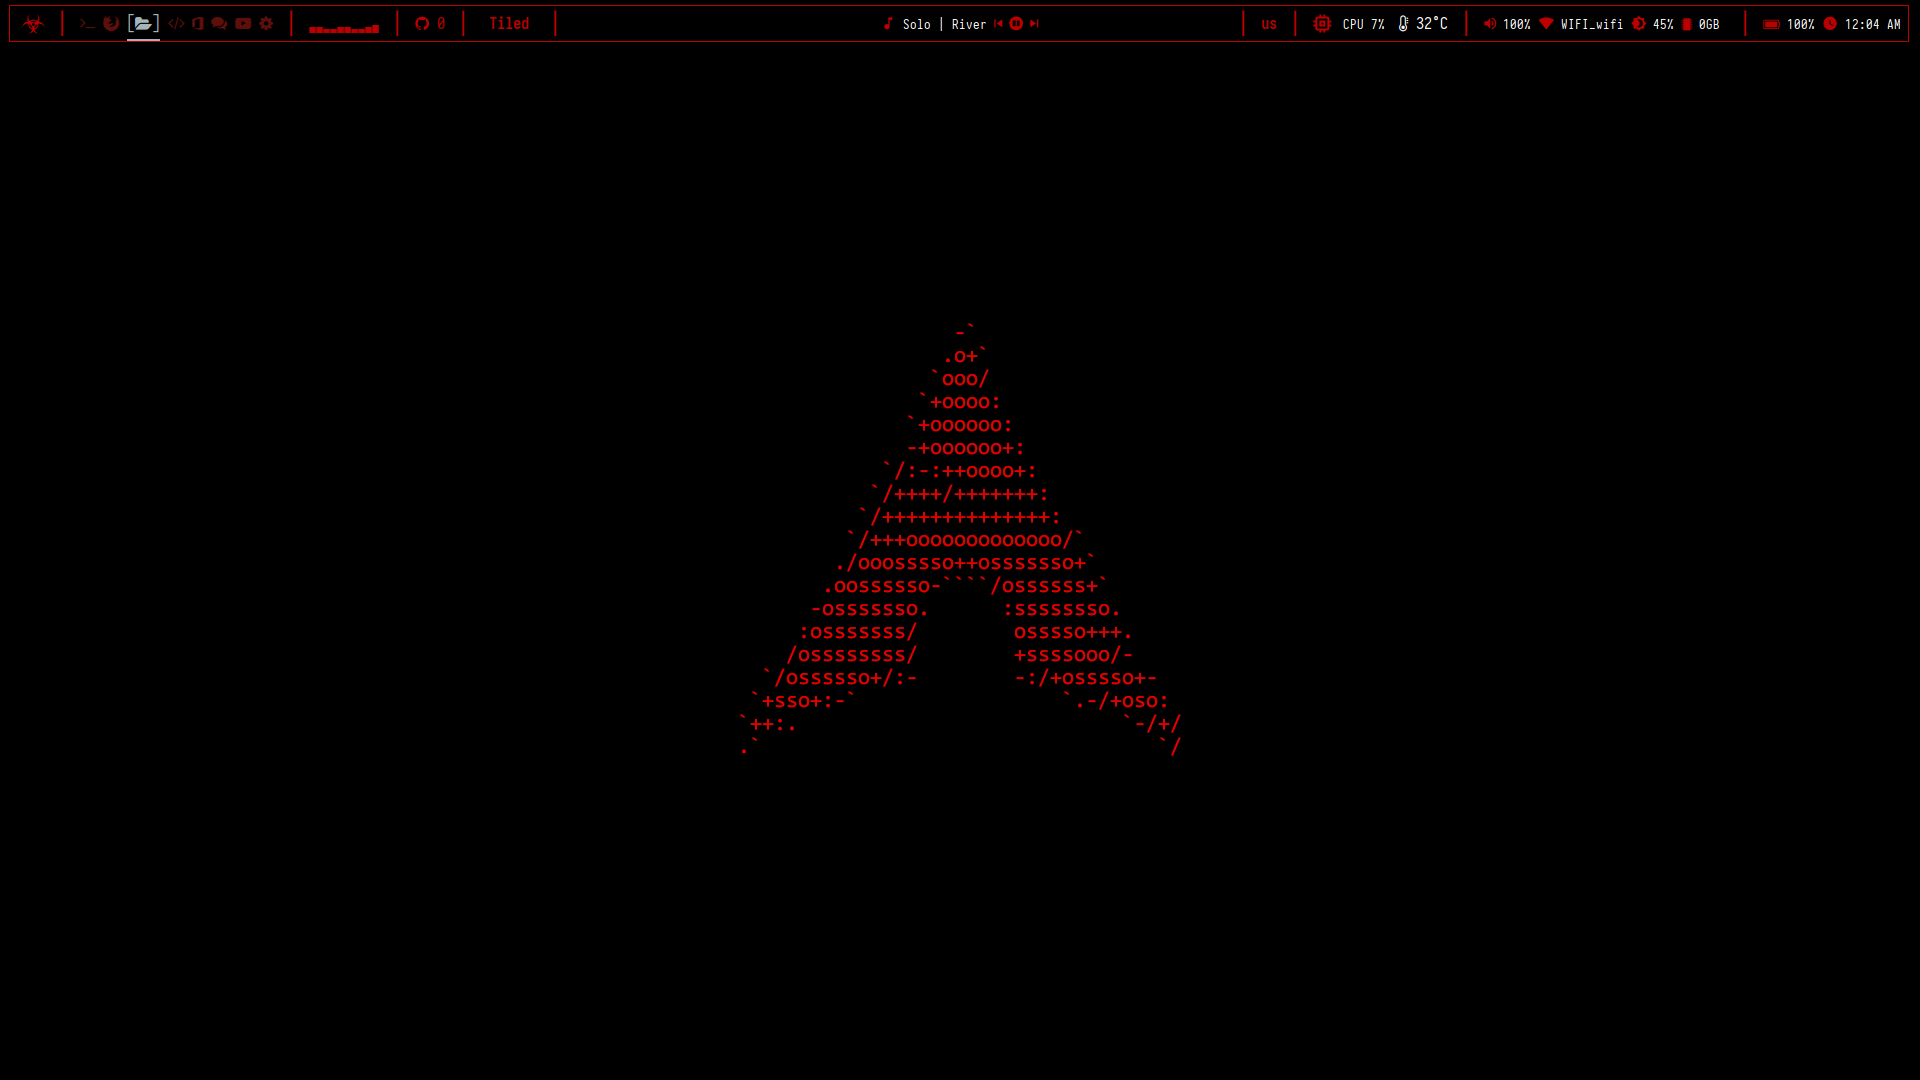 >_ [ ] </> 0 Tiled Solo | River us CPU 7% 32°C 100% WIFI_wifi 45% 0GB 100% 12:04 AM
-`
.o+`
`ooo/
`+oooo:
`+oooooo:
-+oooooo+:
`/:-:++oooo+:
`/++++/+++++++:
`/++++++++++++++:
`/+++ooooooooooooo/`
./ooosssso++osssssso+`
.oossssso-````/ossssss+`
-osssssso.      :ssssssso.
:osssssss/        osssso+++.
/ossssssss/        +ssssooo/-
`/ossssso+/:-        -:/+osssso+-
`+sso+:-`                 `.-/+oso:
`++:.                           `-/+/
.`                                 `/